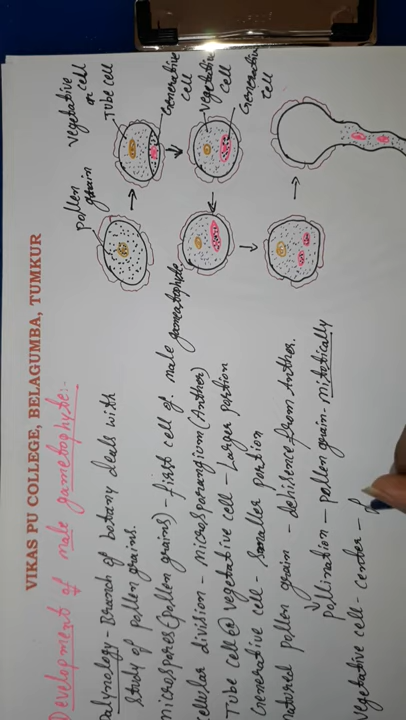 VIKAS PU COLLEGE, BELAGUMBA, TUMKUR
Development of male gametophyte:-
Palynology - Branch of botany deals with
study of pollen grains.
microspores (pollen grains) - first cell of male gametophyte
cellular division - microsporangium (Anther)
Tube cell @ vegetative cell - Larger portion
Generative cell - Smaller portion
matured pollen grain - dehisence from Anther.
pollination - pollen grain - mitotically
vegetative cell - center -
pollen
grain
vegetative
cell
or
Tube cell
Generative
cell
vegetative
cell
Generative
cell